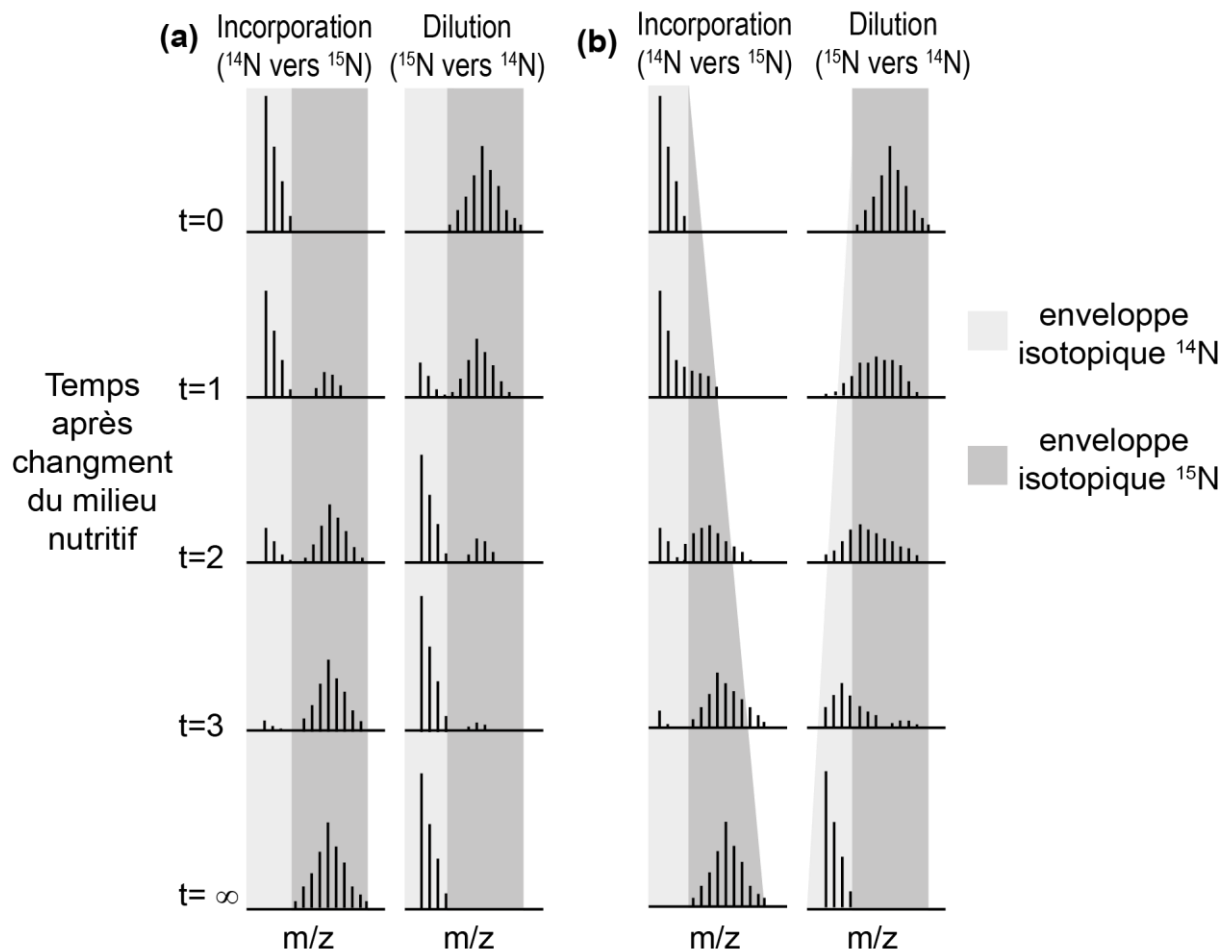 (a)
Incorporation
(¹⁴N vers ¹⁵N)
Dilution
(¹⁵N vers ¹⁴N)
(b)
Incorporation
(¹⁴N vers ¹⁵N)
Dilution
(¹⁵N vers ¹⁴N)
t=0
t=1
t=2
t=3
t= ∞
Temps
après
changment
du milieu
nutritif
m/z
m/z
m/z
m/z
enveloppe
isotopique ¹⁴N
enveloppe
isotopique ¹⁵N